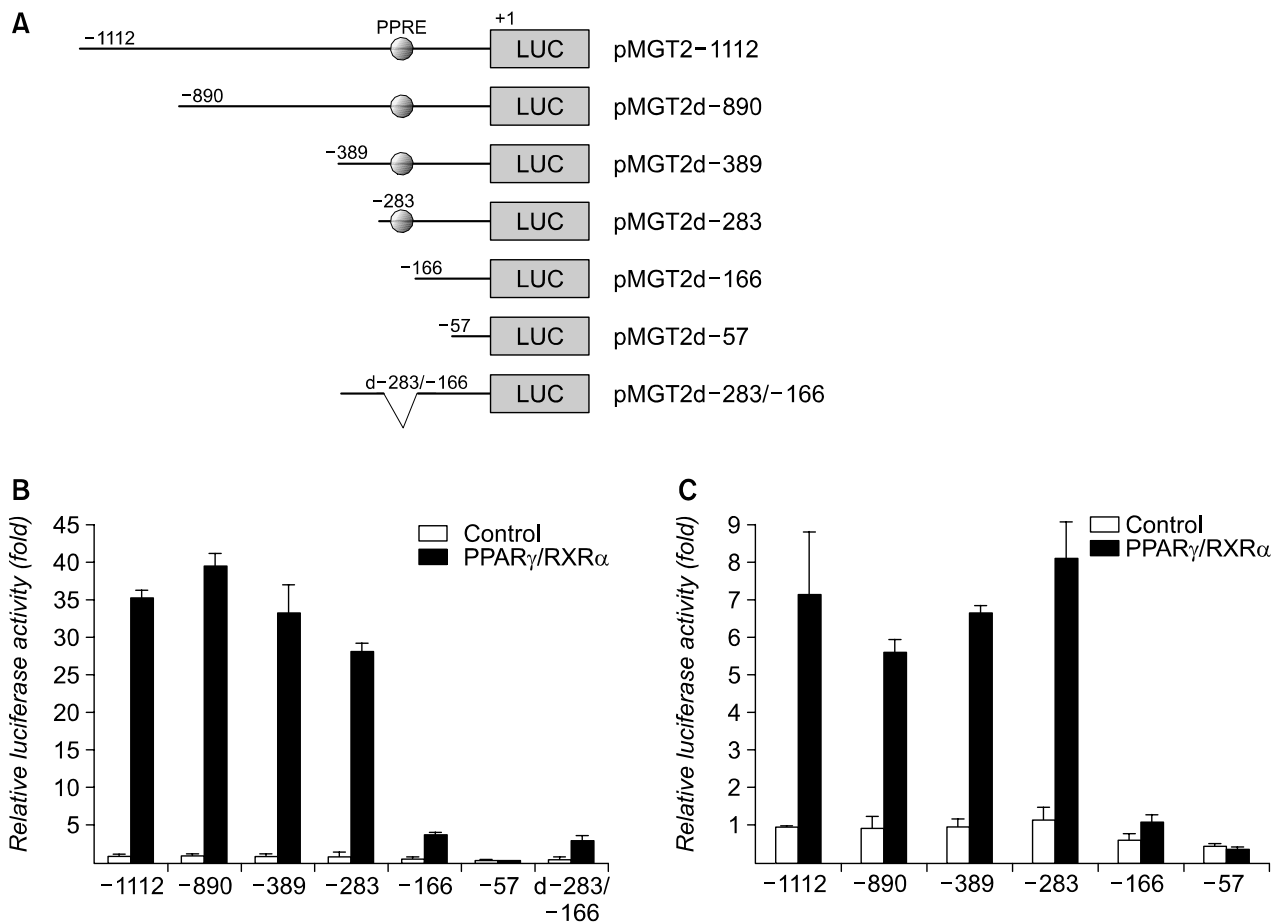 A
PPRE
+1
−1112
LUC
pMGT2−1112
−890
LUC
pMGT2d−890
−389
LUC
pMGT2d−389
−283
LUC
pMGT2d−283
−166
LUC
pMGT2d−166
−57
LUC
pMGT2d−57
d−283/−166
LUC
pMGT2d−283/−166
B
Relative luciferase activity (fold)
45
40
35
30
25
20
15
10
5
Control
PPARγ/RXRα
−1112
−890
−389
−283
−166
−57
d−283/
−166
C
Relative luciferase activity (fold)
9
8
7
6
5
4
3
2
1
Control
PPARγ/RXRα
−1112
−890
−389
−283
−166
−57